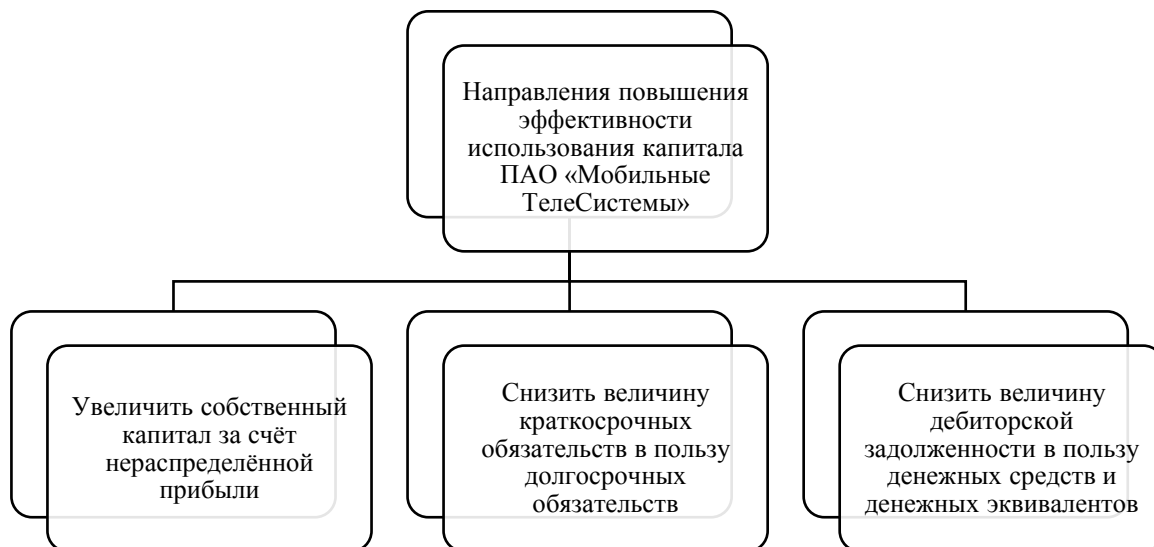 Направления повышения
эффективности
использования капитала
ПАО «Мобильные
ТелеСистемы»
Увеличить собственный
капитал за счёт
нераспределённой
прибыли
Снизить величину
краткосрочных
обязательств в пользу
долгосрочных
обязательств
Снизить величину
дебиторской
задолженности в пользу
денежных средств и
денежных эквивалентов